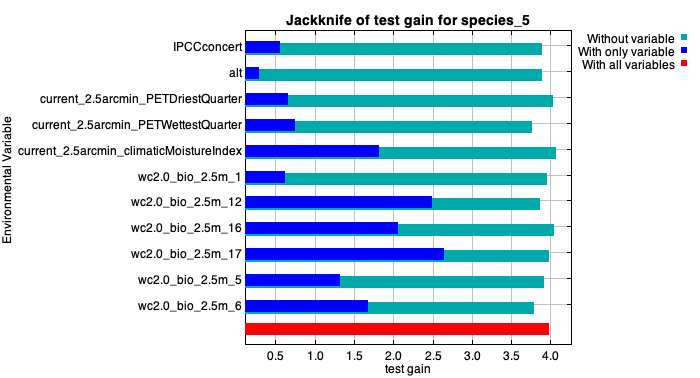 Jackknife of test gain for species_5
Environmental Variable
IPCCconcert
alt
current_2.5arcmin_PETDriestQuarter
current_2.5arcmin_PETWettestQuarter
current_2.5arcmin_climaticMoistureIndex
wc2.0_bio_2.5m_1
wc2.0_bio_2.5m_12
wc2.0_bio_2.5m_16
wc2.0_bio_2.5m_17
wc2.0_bio_2.5m_5
wc2.0_bio_2.5m_6
0.5 1.0 1.5 2.0 2.5 3.0 3.5 4.0
test gain
Without variable
With only variable
With all variables